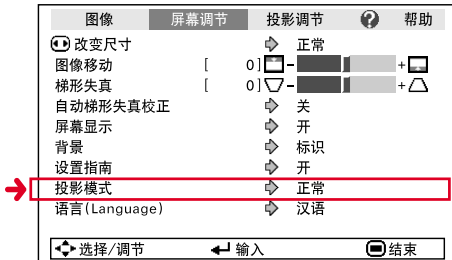 图像 屏幕调节 投影调节 ? 帮助
改变尺寸 正常
图像移动 [ 0] - +
梯形失真 [ 0] - +
自动梯形失真校正 关
屏幕显示 开
背景 标识
设置指南 开
投影模式 正常
语言(Language) 汉语
选择/调节 输入 结束